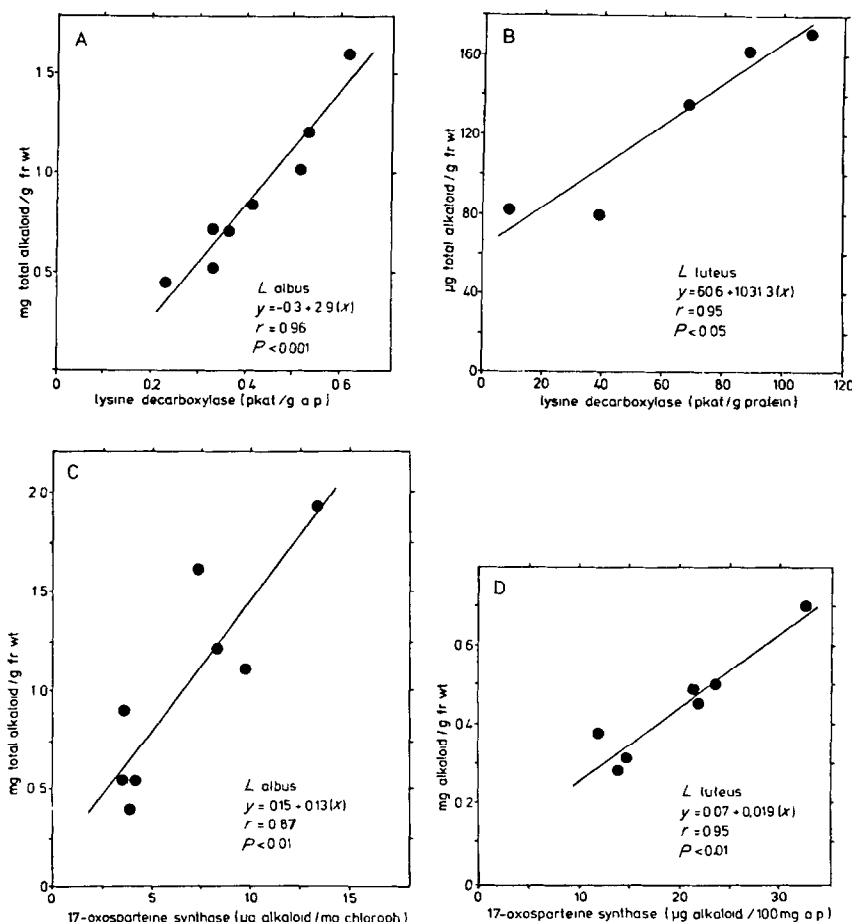 A
mg total alkaloid/g fr wt
1.5
1.0
0.5
0
L albus
y=-0.3+2.9(x)
r=0.96
P<0.001
0 0.2 0.4 0.6
lysine decarboxylase (pkat/g a p)
B
µg total alkaloid/g fr wt
160
120
80
40
0
L luteus
y=60.6+1031.3(x)
r=0.95
P<0.05
0 20 40 60 80 100 120
lysine decarboxylase (pkat/g protein)
C
mg total alkaloid/g fr wt
2.0
1.5
1.0
0.5
0
L albus
y=0.15+0.13(x)
r=0.87
P<0.01
5 10 15
17-oxosparteine synthase (µg alkaloid/mg chloroph.)
D
mg alkaloid/g fr wt
0.6
0.4
0.2
0
L luteus
y=0.07+0.019(x)
r=0.95
P<0.01
0 10 20 30
17-oxosparteine synthase (µg alkaloid/100mg a p)